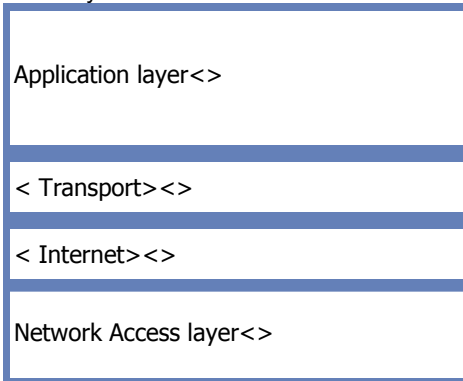 Application layer<>
< Transport><>
< Internet><>
Network Access layer<>